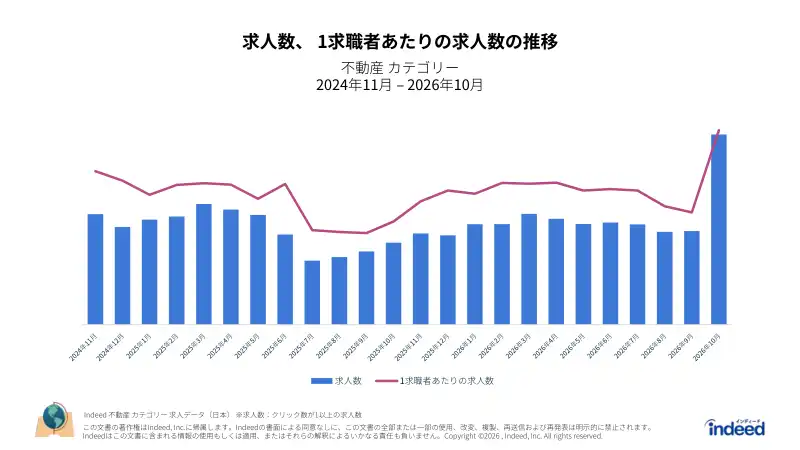 求人数、 1求職者あたりの求人数の推移
不動産 カテゴリー
2024年11月 – 2026年10月
2024年11月
2024年12月
2025年1月
2025年2月
2025年3月
2025年4月
2025年5月
2025年6月
2025年7月
2025年8月
2025年9月
2025年10月
2025年11月
2025年12月
2026年1月
2026年2月
2026年3月
2026年4月
2026年5月
2026年6月
2026年7月
2026年8月
2026年9月
2026年10月
求人数
1求職者あたりの求人数
Indeed 不動産 カテゴリー 求人データ（日本） ※求人数：クリック数が1以上の求人数
この文書の著作権はIndeed, Inc.に帰属します。Indeedの書面による同意なしに、この文書の全部または一部の使用、改変、複製、再送信および再発表は明示的に禁止されます。
Indeedはこの文書に含まれる情報の使用もしくは適用、またはそれらの解釈によるいかなる責任も負いません。Copyright ©2026 , Indeed, Inc. All rights reserved.
インディード
indeed